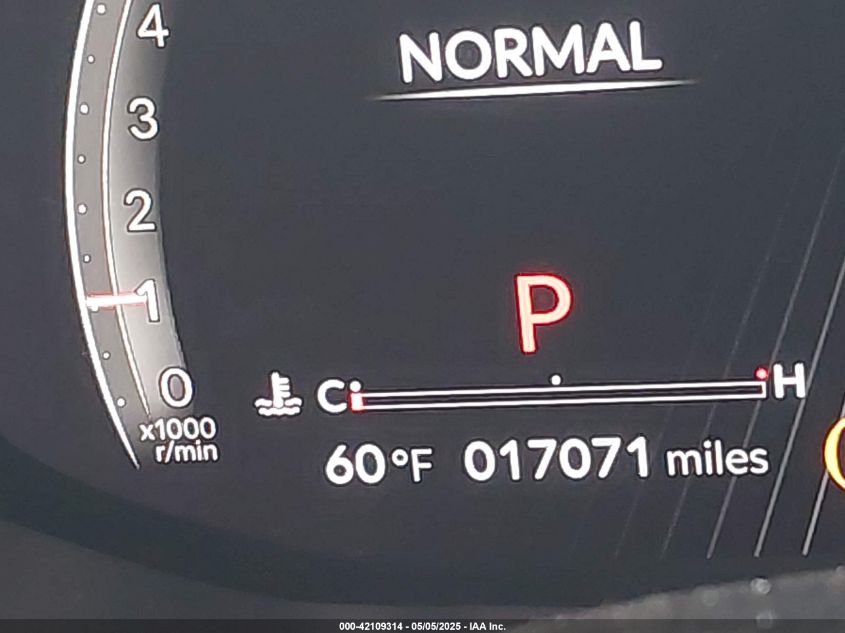 NORMAL
4
3
2
1
0
x1000
r/min
P
C H
60°F 017071 miles
000-42109314 - 05/05/2025 - IAA Inc.